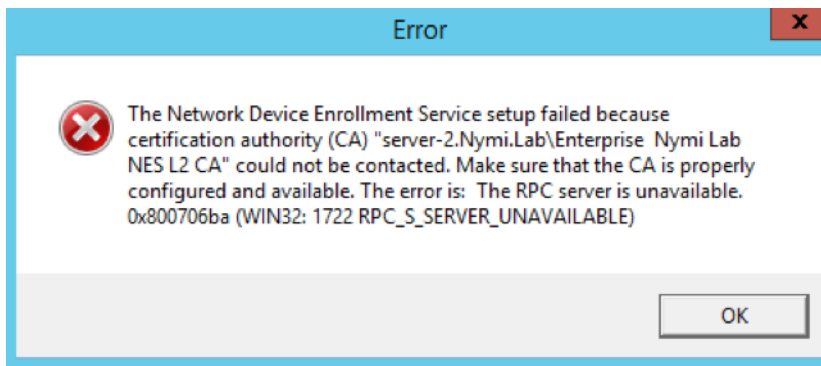 Error
x
The Network Device Enrollment Service setup failed because
certification authority (CA) "server-2.Nymi.Lab\Enterprise  Nymi Lab
NES L2 CA" could not be contacted. Make sure that the CA is properly
configured and available. The error is:  The RPC server is unavailable.
0x800706ba (WIN32: 1722 RPC_S_SERVER_UNAVAILABLE)
OK